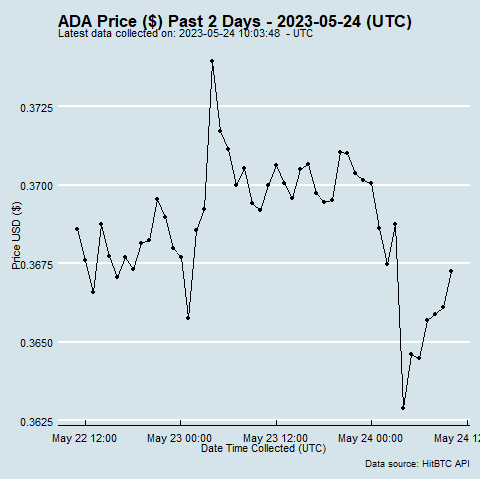 ADA Price ($) Past 2 Days - 2023-05-24 (UTC)
Latest data collected on: 2023-05-24 10:03:48 - UTC
Price USD ($)
0.3725
0.3700
0.3675
0.3650
0.3625
May 22 12:00 May 23 00:00 May 23 12:00 May 24 00:00 May 24 12
Date Time Collected (UTC)
Data source: HitBTC API